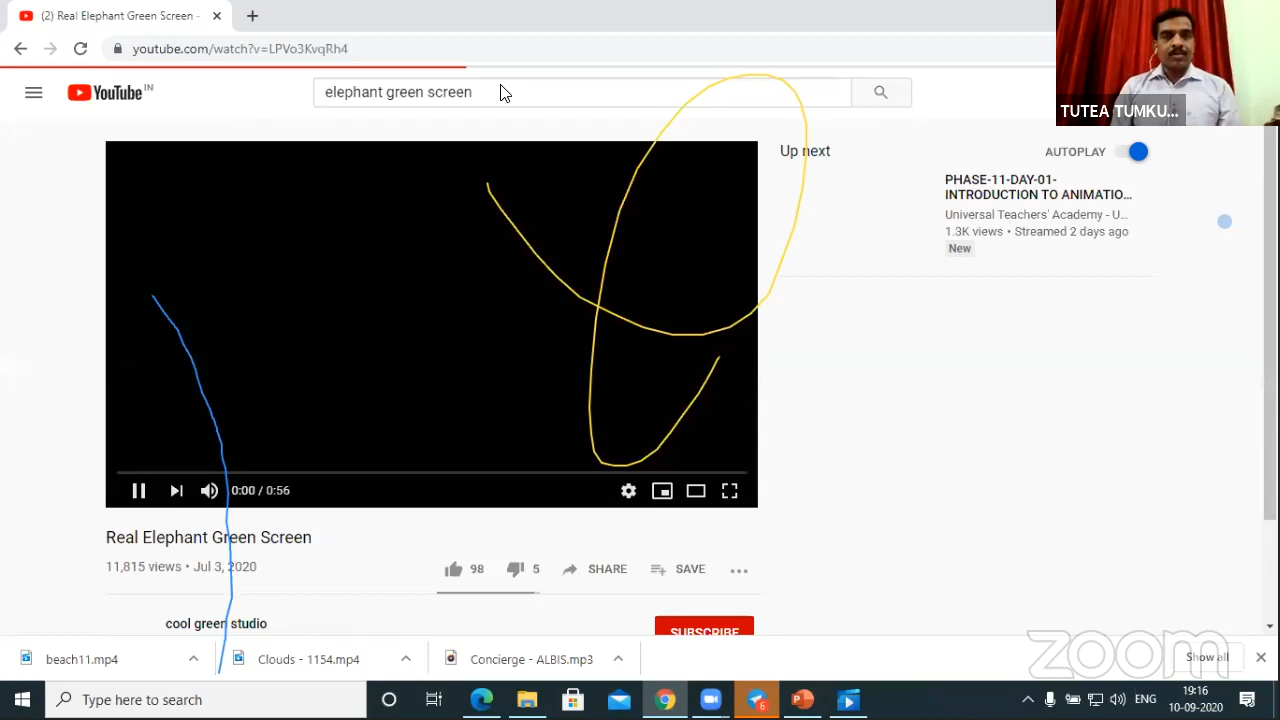 (2) Real Elephant Green Screen -
youtube.com/watch?v=LPVo3KvqRh4
YouTube IN
elephant green screen
TUTEA TUMKU...
Up next
AUTOPLAY
PHASE-11-DAY-01-
INTRODUCTION TO ANIMATIO...
Universal Teachers' Academy - U...
1.3K views • Streamed 2 days ago
New
0:00 / 0:56
Real Elephant Green Screen
11,815 views • Jul 3, 2020
98
5
SHARE
SAVE
cool green studio
SUBSCRIBE
beach11.mp4
Clouds - 1154.mp4
Concierge - ALBIS.mp3
Show all
zoom
Type here to search
6
ENG
19:16
10-09-2020